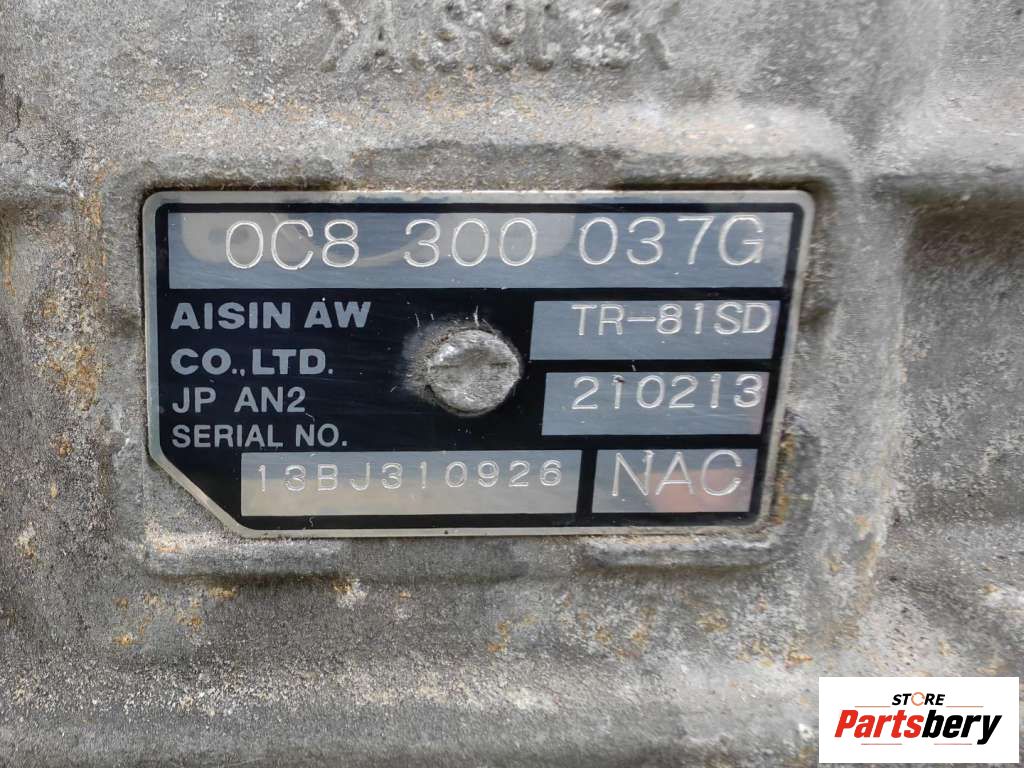 0C8 300 037G
AISIN AW
CO.,LTD.
JP AN2
SERIAL NO.
TR-81SD
210213
13BJ310926
NAC
STORE
Partsbery